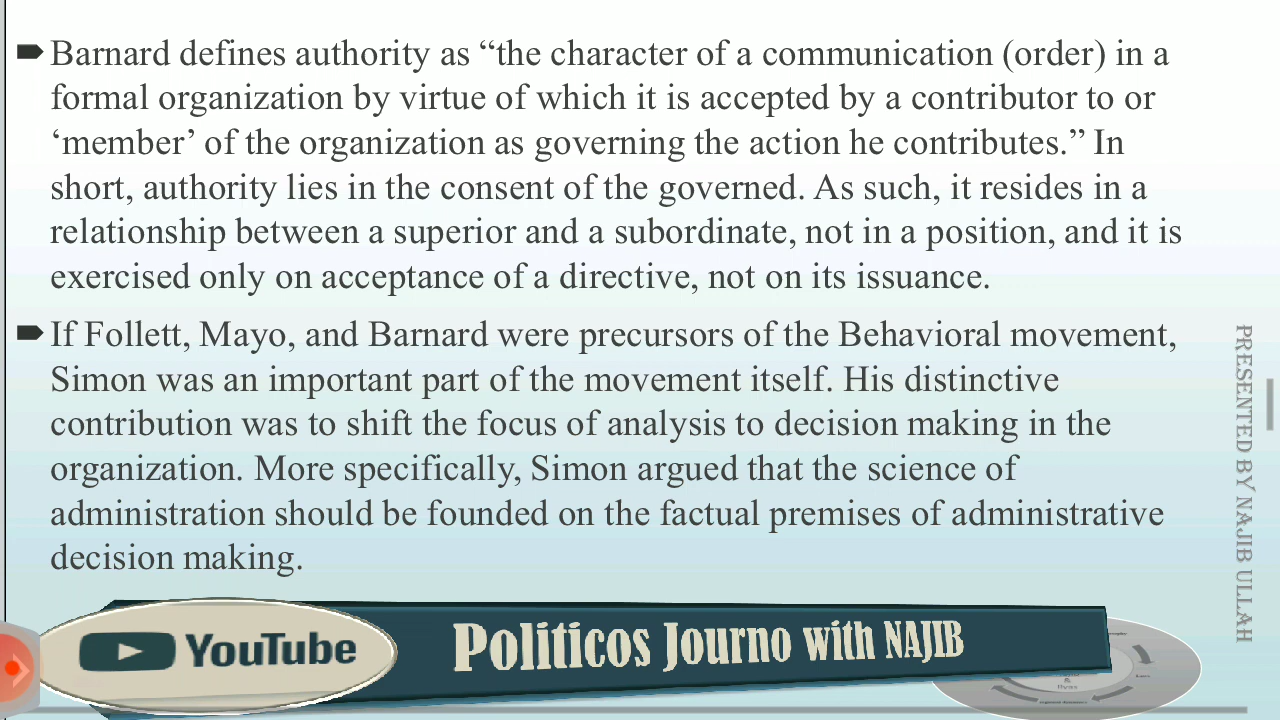 Barnard defines authority as “the character of a communication (order) in a
formal organization by virtue of which it is accepted by a contributor to or
‘member’ of the organization as governing the action he contributes.” In
short, authority lies in the consent of the governed. As such, it resides in a
relationship between a superior and a subordinate, not in a position, and it is
exercised only on acceptance of a directive, not on its issuance.
If Follett, Mayo, and Barnard were precursors of the Behavioral movement,
Simon was an important part of the movement itself. His distinctive
contribution was to shift the focus of analysis to decision making in the
organization. More specifically, Simon argued that the science of
administration should be founded on the factual premises of administrative
decision making.
PRESENTED BY NAJIB ULLAH
YouTube
Politicos Journo with NAJIB